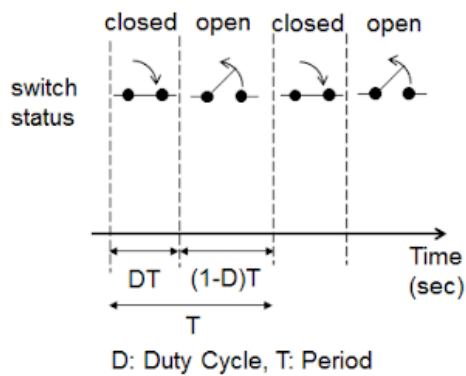 closed open closed open
switch
status
Time
(sec)
DT (1-D)T
T
D: Duty Cycle, T: Period